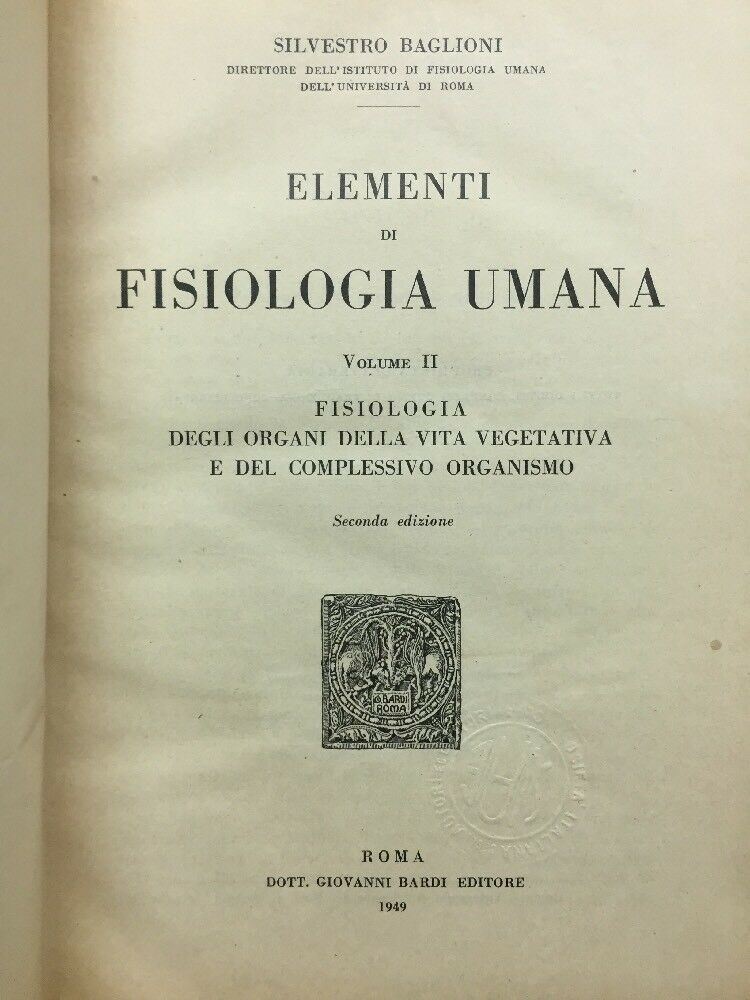 SILVESTRO BAGLIONI
DIRETTORE DELL'ISTITUTO DI FISIOLOGIA UMANA
DELL'UNIVERSITÀ DI ROMA
ELEMENTI
DI
FISIOLOGIA UMANA
VOLUME II
FISIOLOGIA
DEGLI ORGANI DELLA VITA VEGETATIVA
E DEL COMPLESSIVO ORGANISMO
Seconda edizione
G. BARDI
ROMA
ROMA
DOTT. GIOVANNI BARDI EDITORE
1949